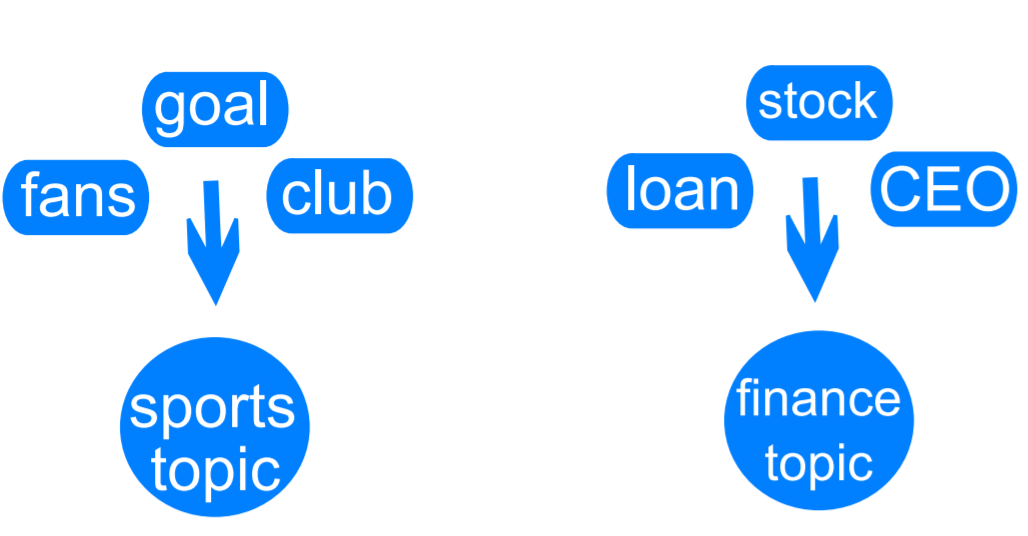 goal
fans
club
sports
topic
stock
loan
CEO
finance
topic